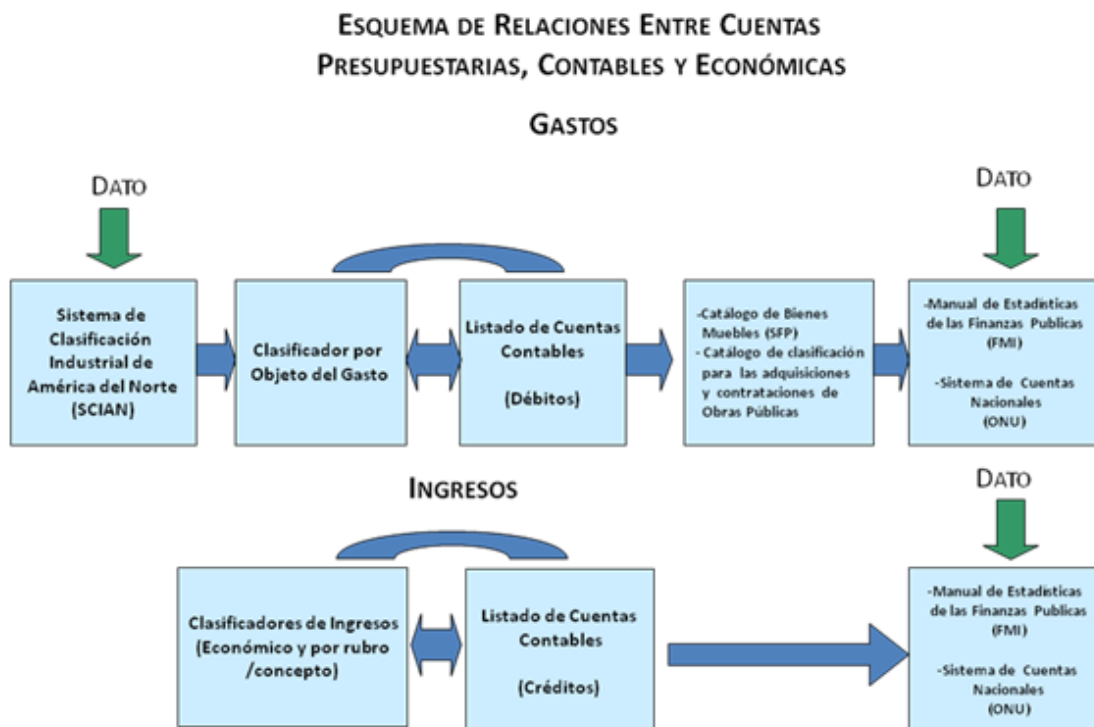 ESQUEMA DE RELACIONES ENTRE CUENTAS
PRESUPUESTARIAS, CONTABLES Y ECONÓMICAS
GASTOS
DATO
DATO
Sistema de
Clasificación
Industrial de
América del Norte
(SCIAN)
Clasificador por
Objeto del Gasto
Listado de Cuentas
Contables
(Débitos)
-Catálogo de Bienes
Muebles (SFP)
- Catálogo de clasificación
para las adquisiciones
y contrataciones de
Obras Públicas
-Manual de Estadísticas
de las Finanzas Publicas
(FMI)
-Sistema de Cuentas
Nacionales
(ONU)
INGRESOS
DATO
Clasificadores de Ingresos
(Económico y por rubro
/concepto)
Listado de Cuentas
Contables
(Créditos)
-Manual de Estadísticas
de las Finanzas Publicas
(FMI)
-Sistema de Cuentas
Nacionales
(ONU)